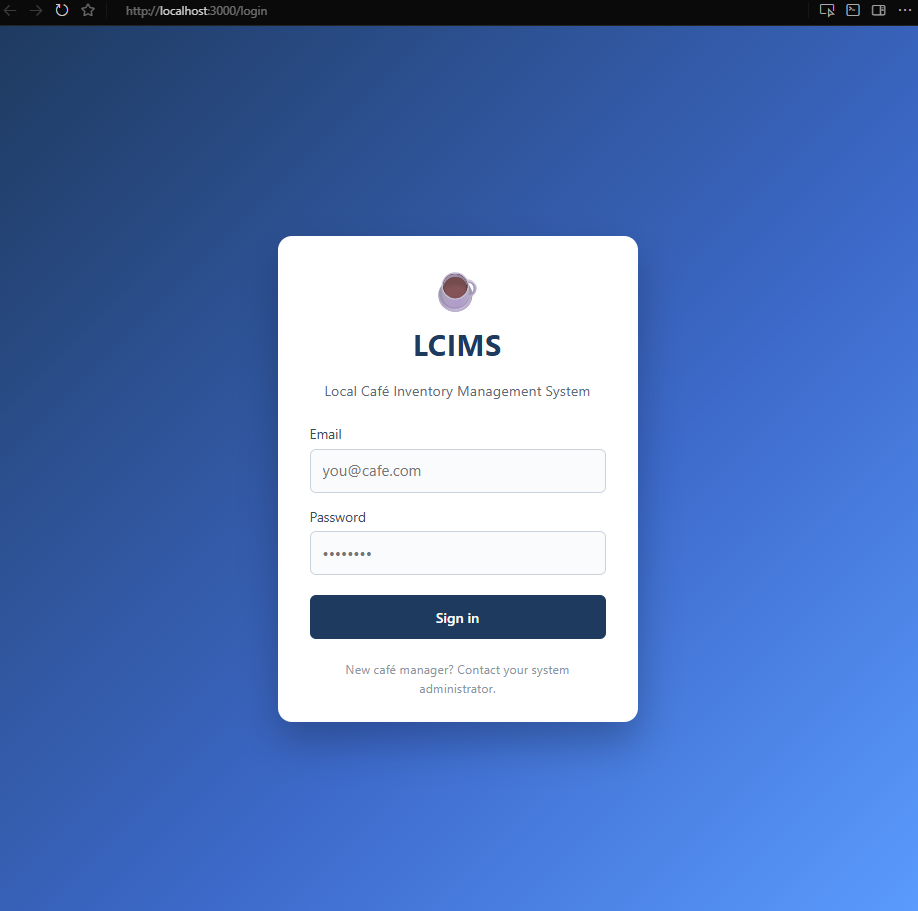 http://localhost:3000/login
LCIMS
Local Café Inventory Management System
Email
you@cafe.com
Password
••••••••
Sign in
New café manager? Contact your system
administrator.